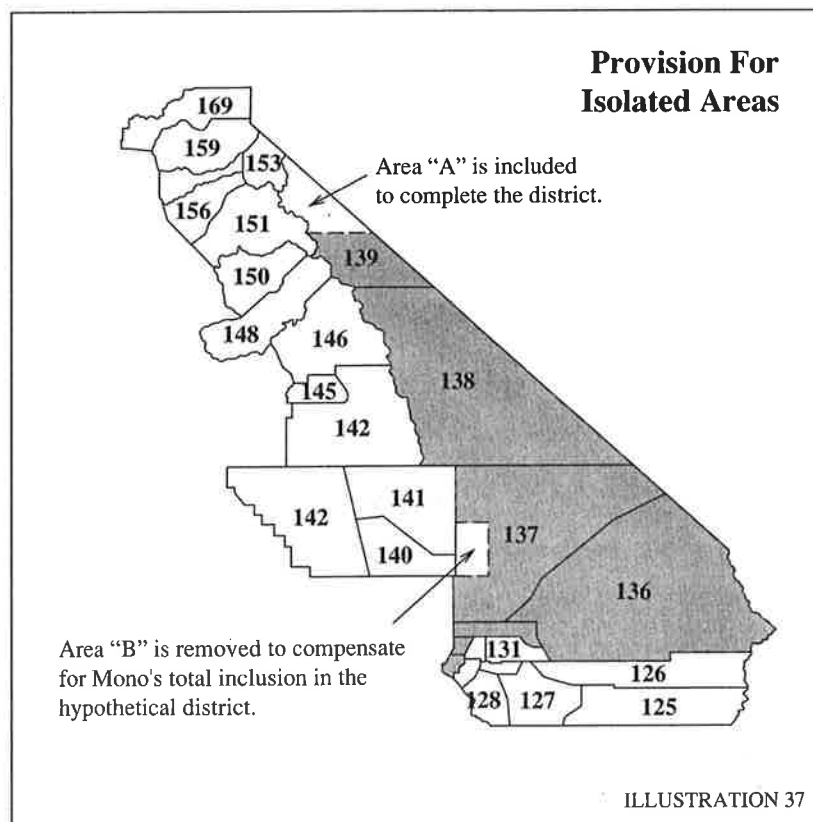 Provision For
Isolated Areas
169
159
153
Area “A” is included
to complete the district.
156
151
139
150
148
146
138
145
142
141
142
137
140
136
Area “B” is removed to compensate
for Mono's total inclusion in the
hypothetical district.
131
126
128
127
125
ILLUSTRATION 37